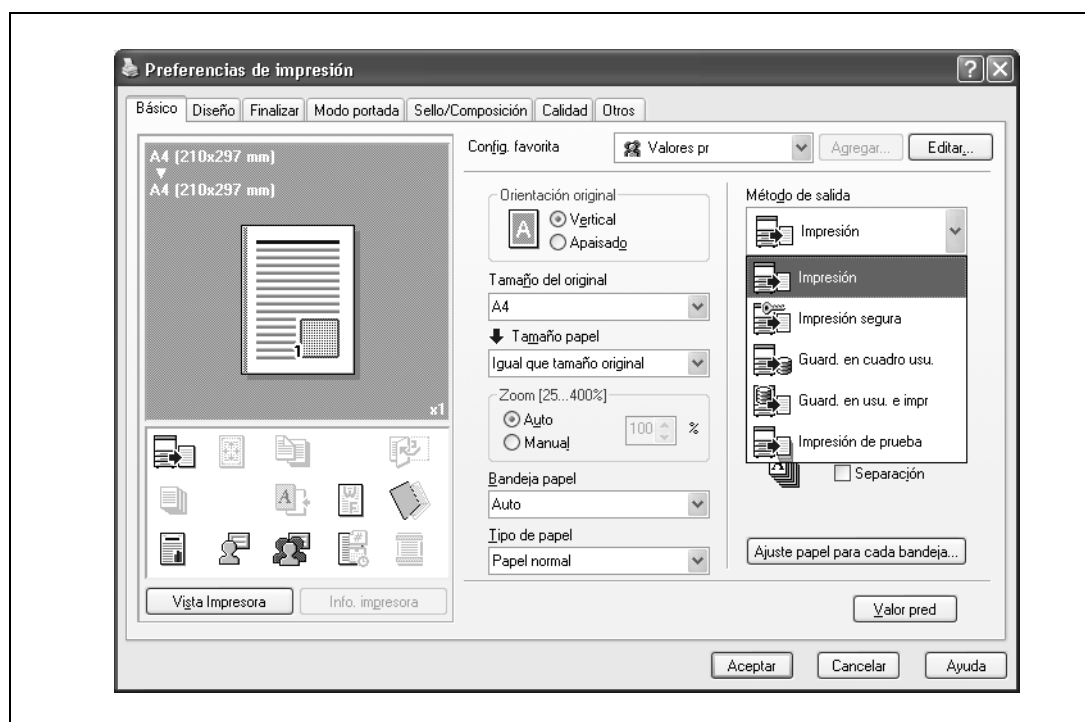 Preferencias de impresión
Básico Diseño Finalizar Modo portada Sello/Composición Calidad Otros
A4 (210x297 mm)
A4 (210x297 mm)
1
x1
Config. favorita Valores pr Agregar... Editar...
Orientación original
A
Vertical
Apaisado
Tamaño del original
A4
Tamaño papel
Igual que tamaño original
Zoom [25...400%]
Auto
Manual
100 %
Bandeja papel
Auto
Tipo de papel
Papel normal
Método de salida
Impresión
Impresión
Impresión segura
Guard. en cuadro usu.
Guard. en usu. e impr
Impresión de prueba
Separación
Ajuste papel para cada bandeja...
Vista Impresora Info. impresora
Valor pred
Aceptar Cancelar Ayuda